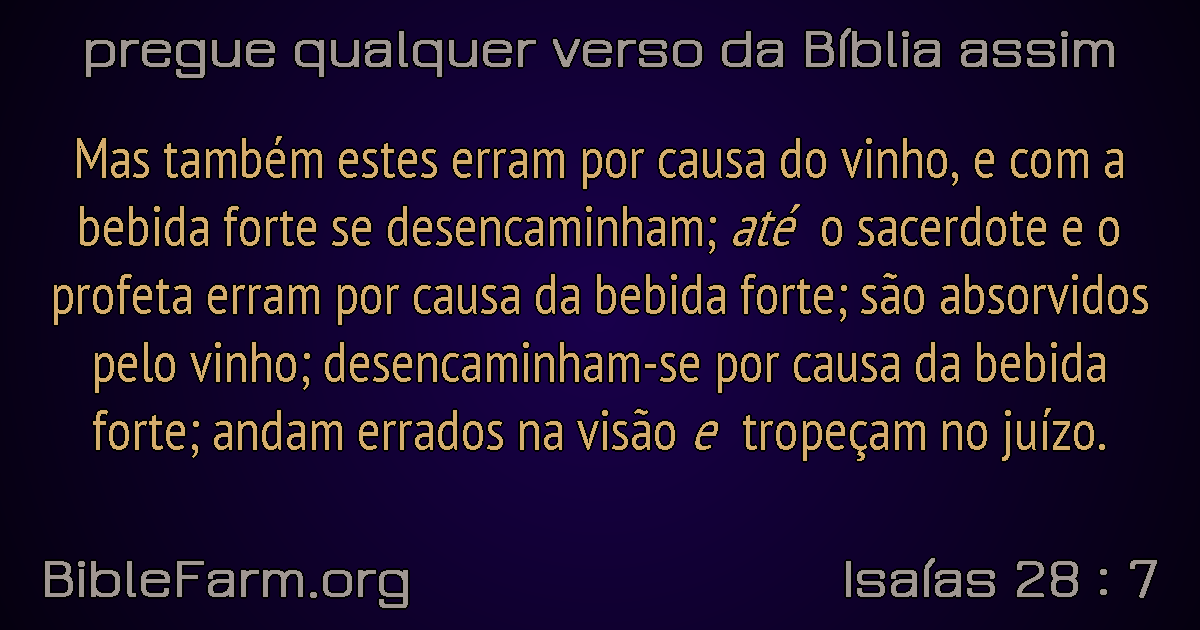 pregue qualquer verso da Bíblia assim
Mas também estes erram por causa do vinho, e com a
bebida forte se desencaminham; até o sacerdote e o
profeta erram por causa da bebida forte; são absorvidos
pelo vinho; desencaminham-se por causa da bebida
forte; andam errados na visão e tropeçam no juízo.
BibleFarm.org
Isaías 28 : 7